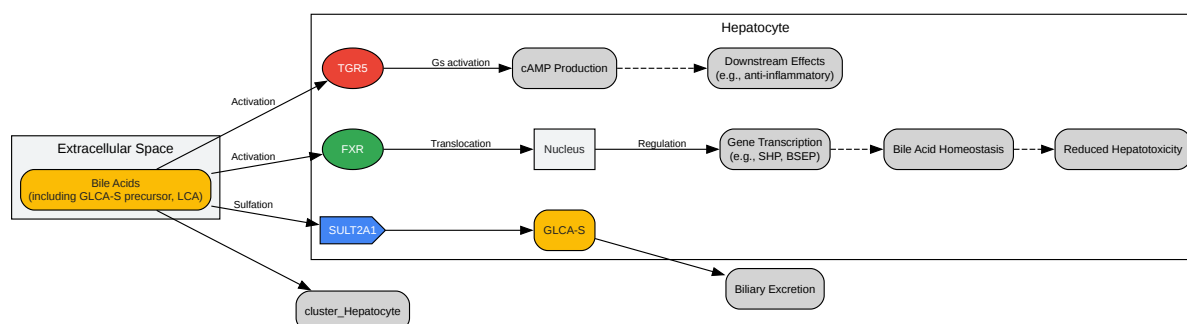 Hepatocyte
TGR5
Gs activation
cAMP Production
Downstream Effects
(e.g., anti-inflammatory)
Activation
Extracellular Space
Bile Acids
(including GLCA-S precursor, LCA)
Activation
FXR
Translocation
Nucleus
Regulation
Gene Transcription
(e.g., SHP, BSEP)
Bile Acid Homeostasis
Reduced Hepatotoxicity
Sulfation
SULT2A1
GLCA-S
Biliary Excretion
cluster_Hepatocyte